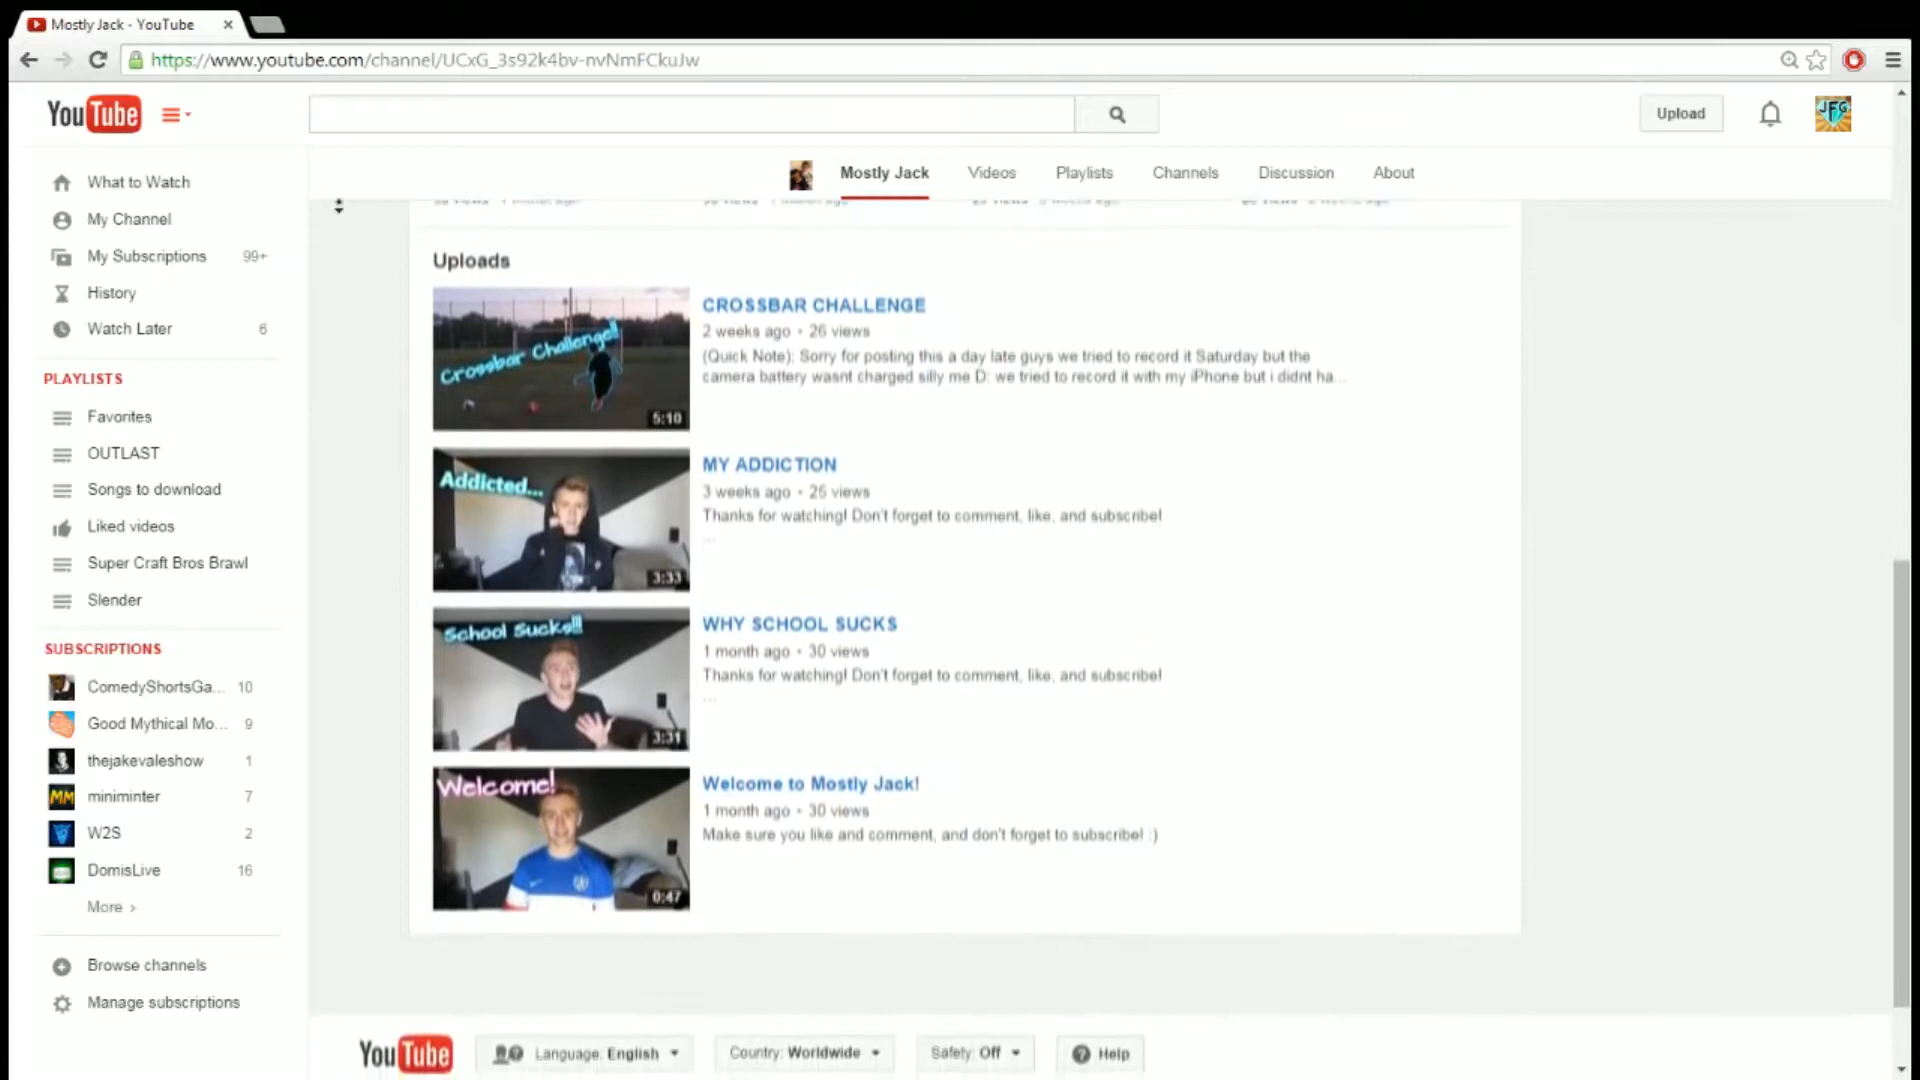 Mostly Jack - YouTube
https://www.youtube.com/channel/UCxG_3s92k4bv-nvNmFCkuJw
YouTube
Upload
JFG
Mostly Jack Videos Playlists Channels Discussion About
What to Watch
My Channel
My Subscriptions 99+
History
Watch Later 6
PLAYLISTS
Favorites
OUTLAST
Songs to download
Liked videos
Super Craft Bros Brawl
Slender
SUBSCRIPTIONS
ComedyShortsGa... 10
Good Mythical Mo... 9
thejakevaleshow 1
MM miniminter 7
W2S 2
DomisLive 16
More >
Browse channels
Manage subscriptions
Uploads
Crossbar Challenge!!
5:10
CROSSBAR CHALLENGE
2 weeks ago • 26 views
(Quick Note): Sorry for posting this a day late guys we tried to record it Saturday but the
camera battery wasnt charged silly me D: we tried to record it with my iPhone but i didnt ha...
Addicted...
3:33
MY ADDICTION
3 weeks ago • 25 views
Thanks for watching! Don't forget to comment, like, and subscribe!
...
School Sucks!!!
3:31
WHY SCHOOL SUCKS
1 month ago • 30 views
Thanks for watching! Don't forget to comment, like, and subscribe!
...
Welcome!
0:47
Welcome to Mostly Jack!
1 month ago • 30 views
Make sure you like and comment, and don't forget to subscribe! :)
YouTube Language: English Country: Worldwide Safety: Off Help